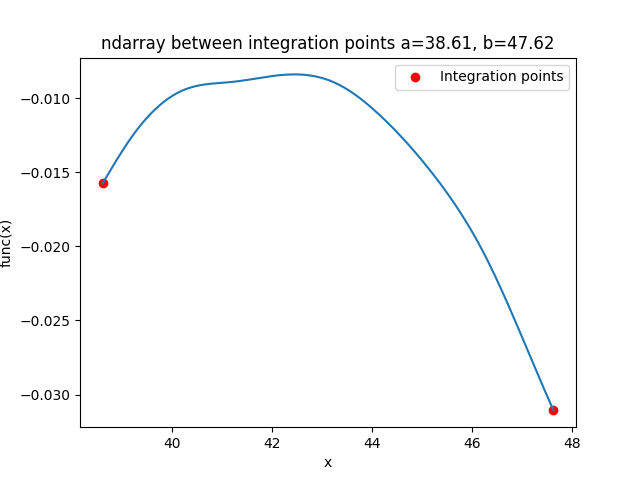 ndarray between integration points a=38.61, b=47.62
Integration points
−0.010
−0.015
−0.020
−0.025
−0.030
func(x)
40 42 44 46 48
x